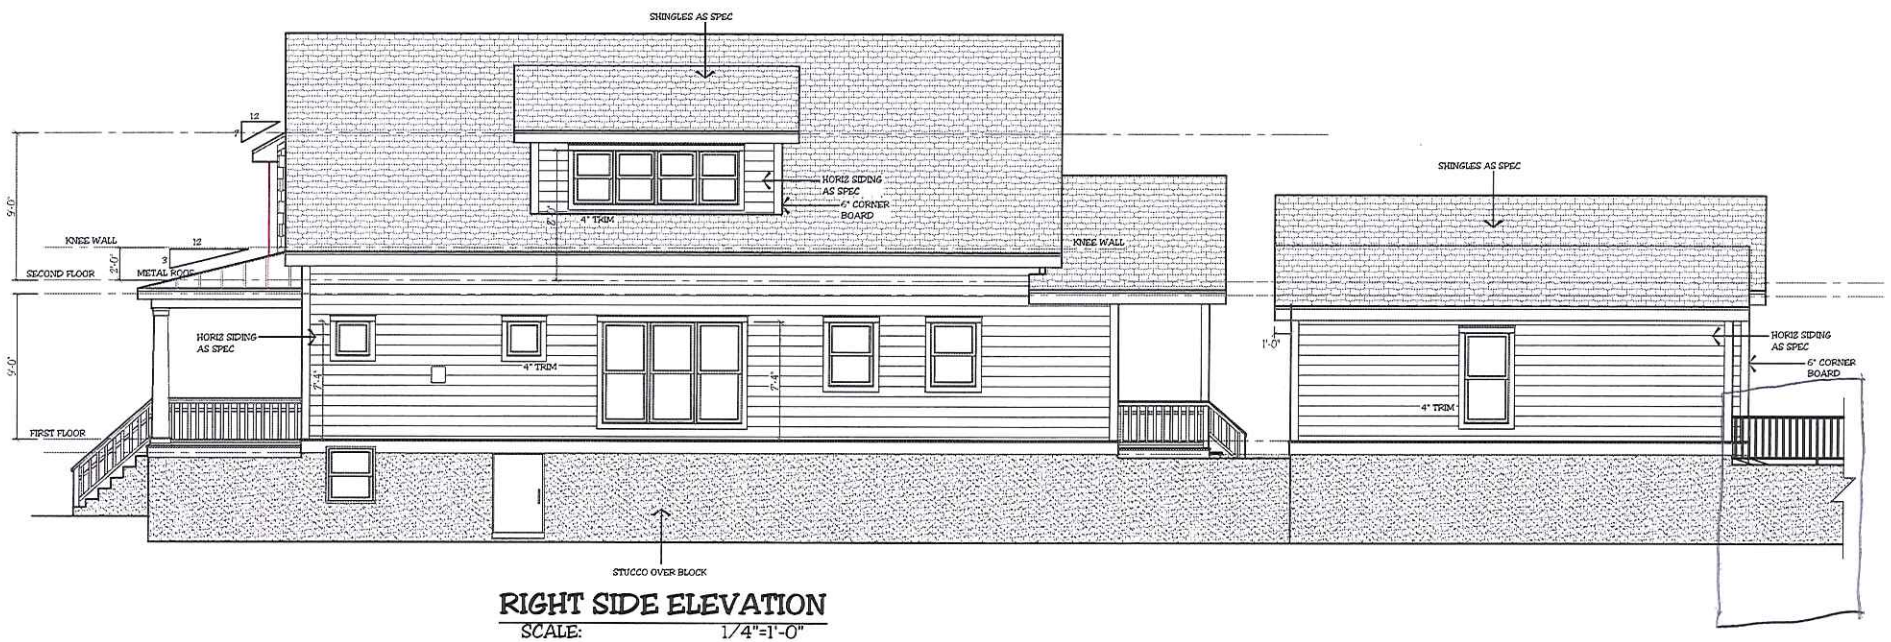 SHINGLES AS SPEC
12
7
SHINGLES AS SPEC
HORIZ SIDING
AS SPEC
6" CORNER
BOARD
4" TRIM
9'-0"
KNEE WALL
12
3
2'-0"
SECOND FLOOR
METAL ROOF
KNEE WALL
HORIZ SIDING
AS SPEC
9'-0"
4" TRIM
7'-4"
7'-4"
1'-0"
HORIZ SIDING
AS SPEC
6" CORNER
BOARD
4" TRIM
FIRST FLOOR
STUCCO OVER BLOCK
RIGHT SIDE ELEVATION
SCALE: 1/4"=1'-0"